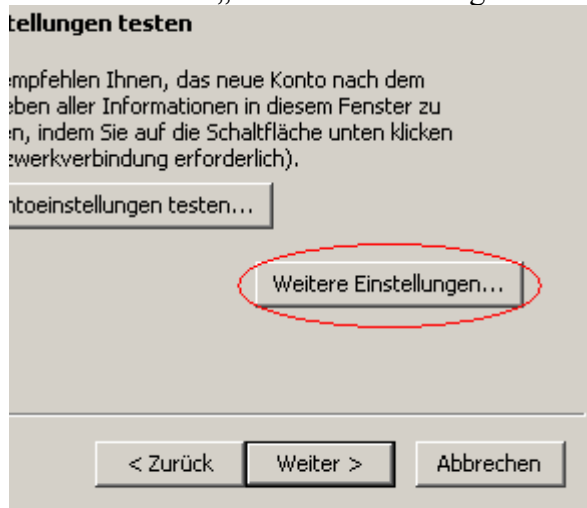 tellungen testen
empfehlen Ihnen, das neue Konto nach dem
eben aller Informationen in diesem Fenster zu
en, indem Sie auf die Schaltfläche unten klicken
zwerkverbindung erforderlich).
ntoeinstellungen testen...
Weitere Einstellungen...
< Zurück
Weiter >
Abbrechen